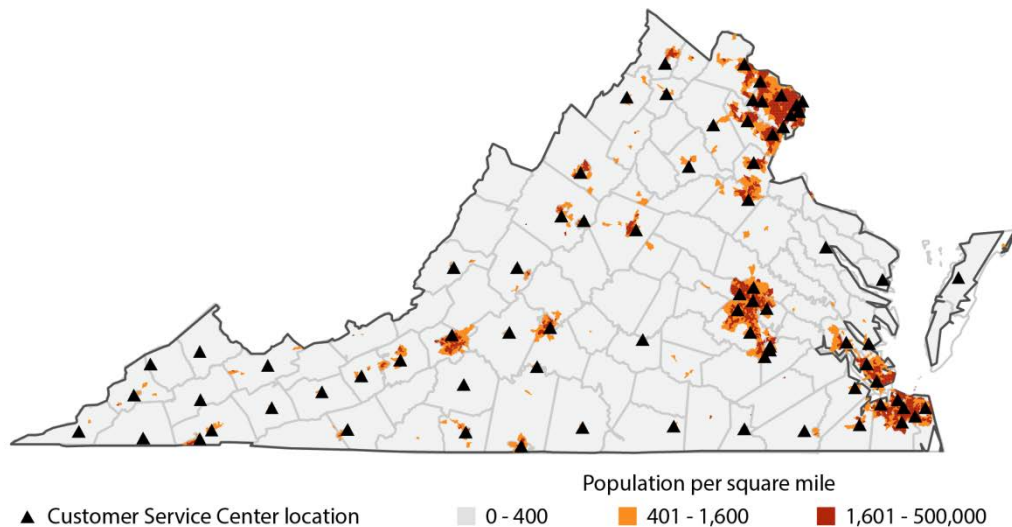 Population per square mile
▲ Customer Service Center location 0 - 400 401 - 1,600 1,601 - 500,000